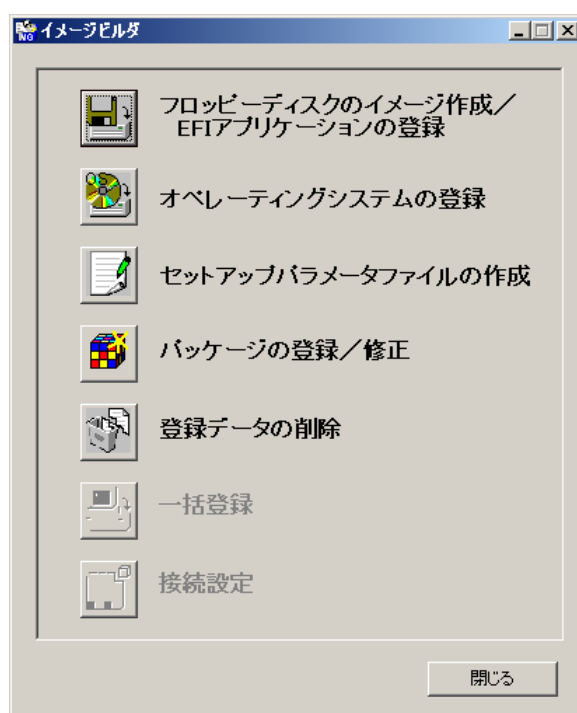 イメージビルダ
フロッピーディスクのイメージ作成／
EFIアプリケーションの登録
オペレーティングシステムの登録
セットアップパラメータファイルの作成
パッケージの登録／修正
登録データの削除
一括登録
接続設定
閉じる